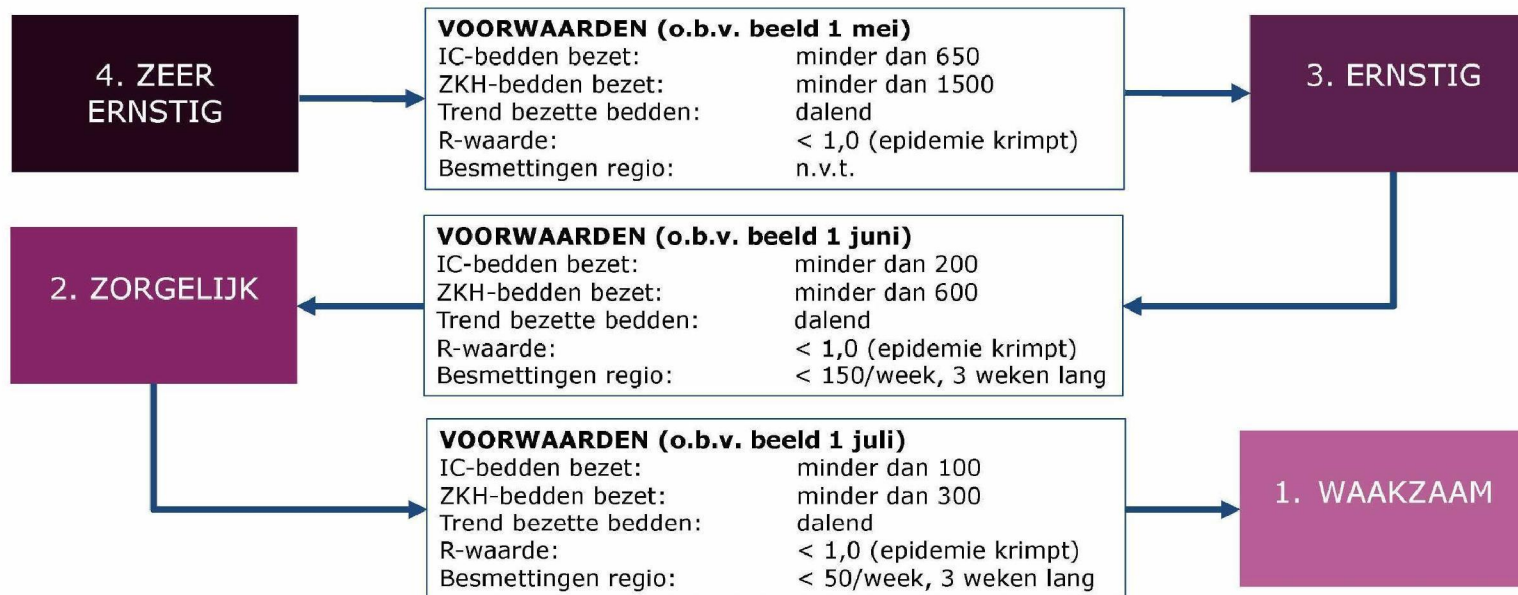 4. ZEER
ERNSTIG
VOORWAARDEN (o.b.v. beeld 1 mei)
IC-bedden bezet: minder dan 650
ZKH-bedden bezet: minder dan 1500
Trend bezette bedden: dalend
R-waarde: < 1,0 (epidemie krimpt)
Besmettingen regio: n.v.t.
3. ERNSTIG
VOORWAARDEN (o.b.v. beeld 1 juni)
IC-bedden bezet: minder dan 200
ZKH-bedden bezet: minder dan 600
Trend bezette bedden: dalend
R-waarde: < 1,0 (epidemie krimpt)
Besmettingen regio: < 150/week, 3 weken lang
2. ZORGELIJK
VOORWAARDEN (o.b.v. beeld 1 juli)
IC-bedden bezet: minder dan 100
ZKH-bedden bezet: minder dan 300
Trend bezette bedden: dalend
R-waarde: < 1,0 (epidemie krimpt)
Besmettingen regio: < 50/week, 3 weken lang
1. WAAKZAAM